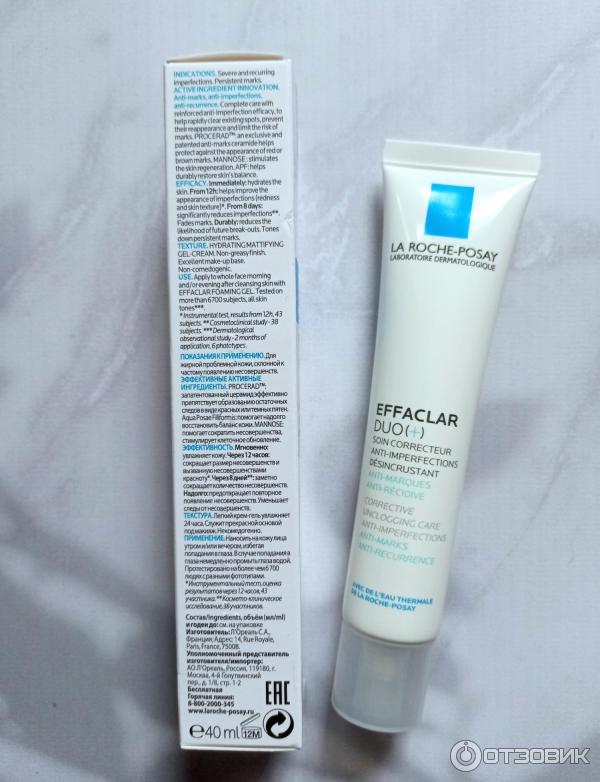 INDICATIONS. Severe and recurring
imperfections. Persistent marks.
ACTIVE INGREDIENT INNOVATION.
Anti-marks, anti-imperfections,
anti-recurrence. Complete care with
reinforced anti-imperfection efficacy, to
help rapidly clear existing spots, prevent
their reappearance and limit the risk of
marks. PROCERAD™: an exclusive and
patented anti-marks ceramide helps
protect against the appearance of red or
brown marks. MANNOSE: stimulates
the skin regeneration. APF: helps
durably restore skin's balance.
EFFICACY. Immediately: hydrates the
skin. From 12h: helps improve the
appearance of imperfections (redness
and skin texture)*. From 8 days:
significantly reduces imperfections**.
Fades marks. Durably: reduces the
likelihood of future break-outs. Tones
down persistent marks.
TEXTURE. HYDRATING MATTIFYING
GEL-CREAM. Non-greasy finish.
Excellent make-up base.
Non-comedogenic.
USE. Apply to whole face morning
and/or evening after cleansing skin with
EFFACLAR FOAMING GEL. Tested on
more than 6700 subjects, all skin
tones***.
* Instrumental test, results from 12h, 43
subjects. ** Cosmetoclinical study - 38
subjects. *** Dermatological
observational study - 2 months of
application, 6 phototypes.
ПОКАЗАНИЯ К ПРИМЕНЕНИЮ. Для
жирной проблемной кожи, склонной к
частому появлению несовершенств.
ЭФФЕКТИВНЫЕ АКТИВНЫЕ
ИНГРЕДИЕНТЫ. PROCERAD™:
запатентованный церамид эффективно
препятствует образованию остаточных
следов в виде красных или темных пятен.
Aqua Posae Filiformis: помогает надолго
восстановить баланс кожи. MANNOSE:
помогает сократить несовершенства,
стимулирует клеточное обновление.
ЭФФЕКТИВНОСТЬ. Мгновенно:
увлажняет кожу. Через 12 часов:
сокращает размер несовершенств и
вызванную несовершенствами
красноту*. Через 8 дней**: заметно
сокращает количество несовершенств.
Надолго: предотвращает повторное
появление несовершенств. Уменьшает
следы от несовершенств.
ТЕКСТУРА. Легкий крем-гель увлажняет
24 часа. Служит прекрасной основой
под макияж. Некомедогенно.
ПРИМЕНЕНИЕ: Наносить на кожу лица
утром и/или вечером, избегая
попадания в глаза. В случае попадания в
глаза немедленно промыть глаза водой.
Протестировано на более чем 6700
людях с разными фототипами.
*Инструментальный тест, оценка
результатов через 12 часов, 43
участника. **Космето-клиническое
исследование, 38 участников.
Состав/ingredients, объём (мл/ml)
и годен до: см. на упаковке
Изготовитель: Л'Ореаль С.А.,
Франция; Адрес: 14, Rue Royale,
Paris, France, 75008.
Уполномоченный представитель
изготовителя/импортер:
АО Л'Ореаль, Россия, 119180, г.
Москва, 4-й Голутвинский
пер., д. 1/8, стр. 1-2
Бесплатная
Горячая линия:
8-800-2000-345
www.laroche-posay.ru
EAC
℮40 ml 12M
LA ROCHE-POSAY
LABORATOIRE DERMATOLOGIQUE
EFFACLAR
DUO(+)
SOIN CORRECTEUR
ANTI-IMPERFECTIONS
DÉSINCRUSTANT
ANTI-MARQUES
ANTI-RÉCIDIVE
CORRECTIVE
UNCLOGGING CARE
ANTI-IMPERFECTIONS
ANTI-MARKS
ANTI-RECURRENCE
AVEC DE L'EAU THERMALE
DE LA ROCHE-POSAY
ОТЗОВИК